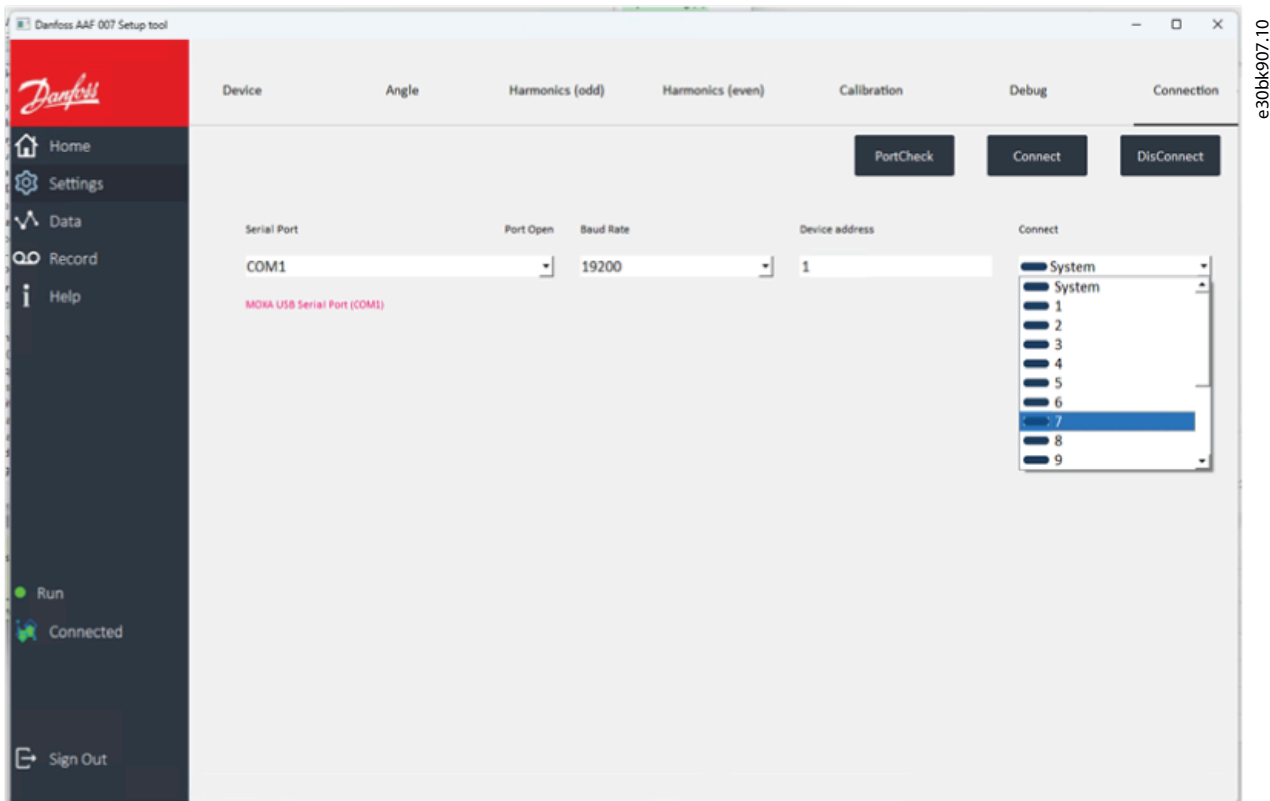 Danfoss AAF 007 Setup tool
e30bk907.10
Danfoss
Device Angle Harmonics (odd) Harmonics (even) Calibration Debug Connection
Home
Settings
Data
Record
Help
PortCheck Connect DisConnect
Serial Port Port Open Baud Rate Device address Connect
COM1 19200 1 System
MOXA USB Serial Port (COM1)
System
1
2
3
4
5
6
7
8
9
Run
Connected
Sign Out